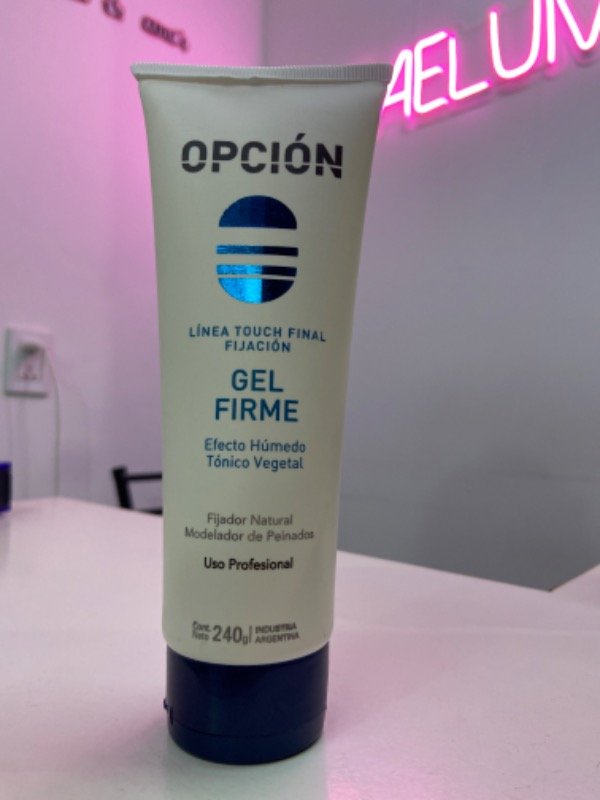 AELUM
OPCIÓN
LÍNEA TOUCH FINAL
FIJACIÓN
GEL
FIRME
Efecto Húmedo
Tónico Vegetal
Fijador Natural
Modelador de Peinados
Uso Profesional
Cont.
Neto 240g INDUSTRIA
ARGENTINA